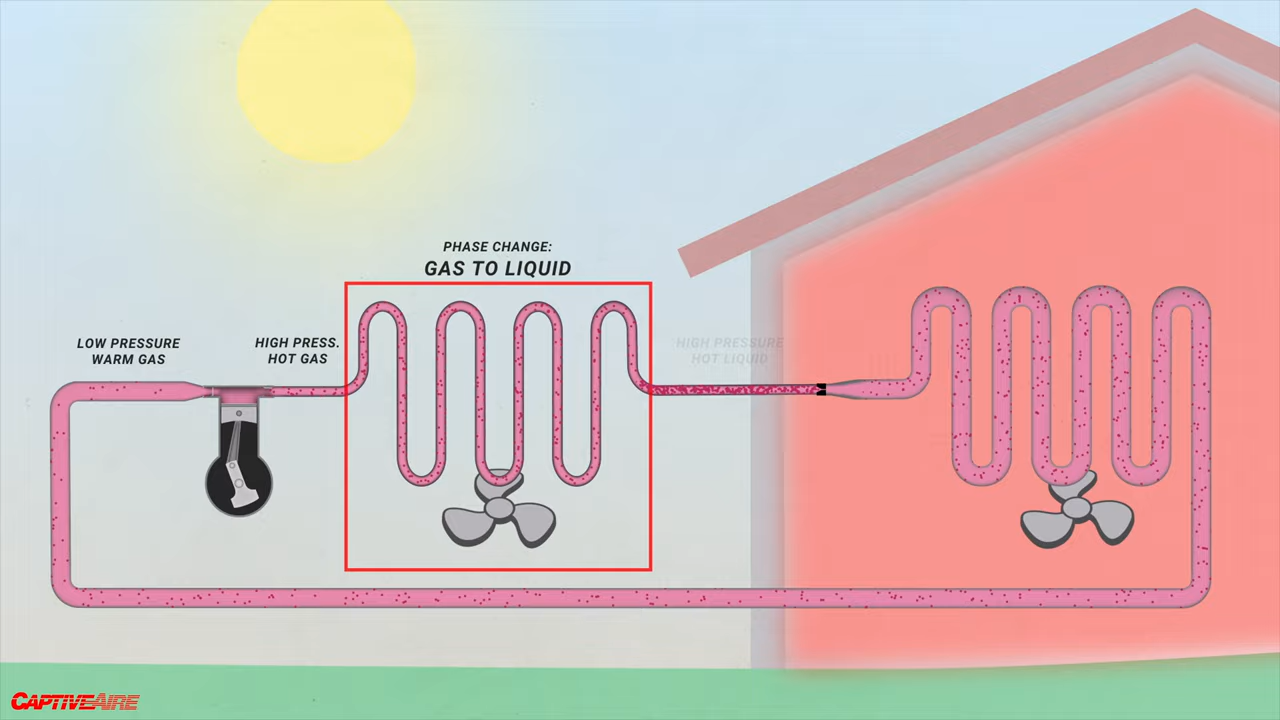 PHASE CHANGE:
GAS TO LIQUID
LOW PRESSURE
WARM GAS
HIGH PRESS.
HOT GAS
HIGH PRESSURE
HOT LIQUID
CAPTIVEAIRE